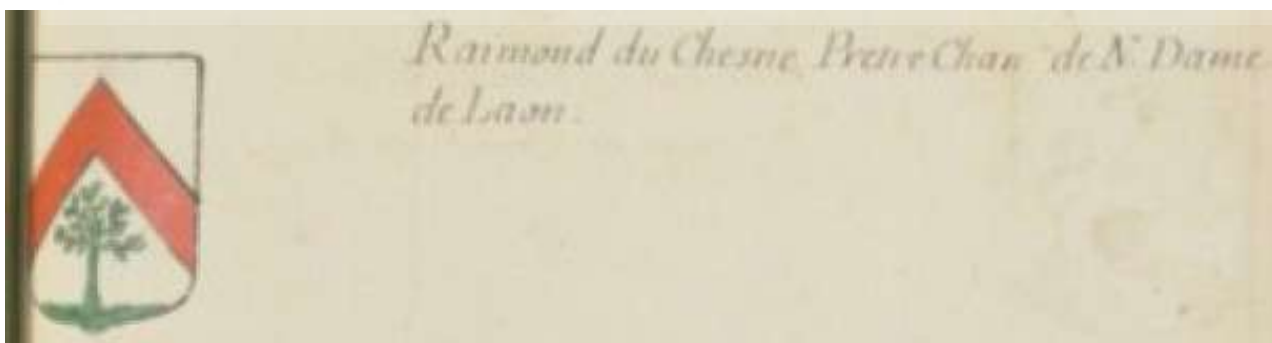 Raimond du Chesne, Pretre Chan de N. Dame
de Laon.